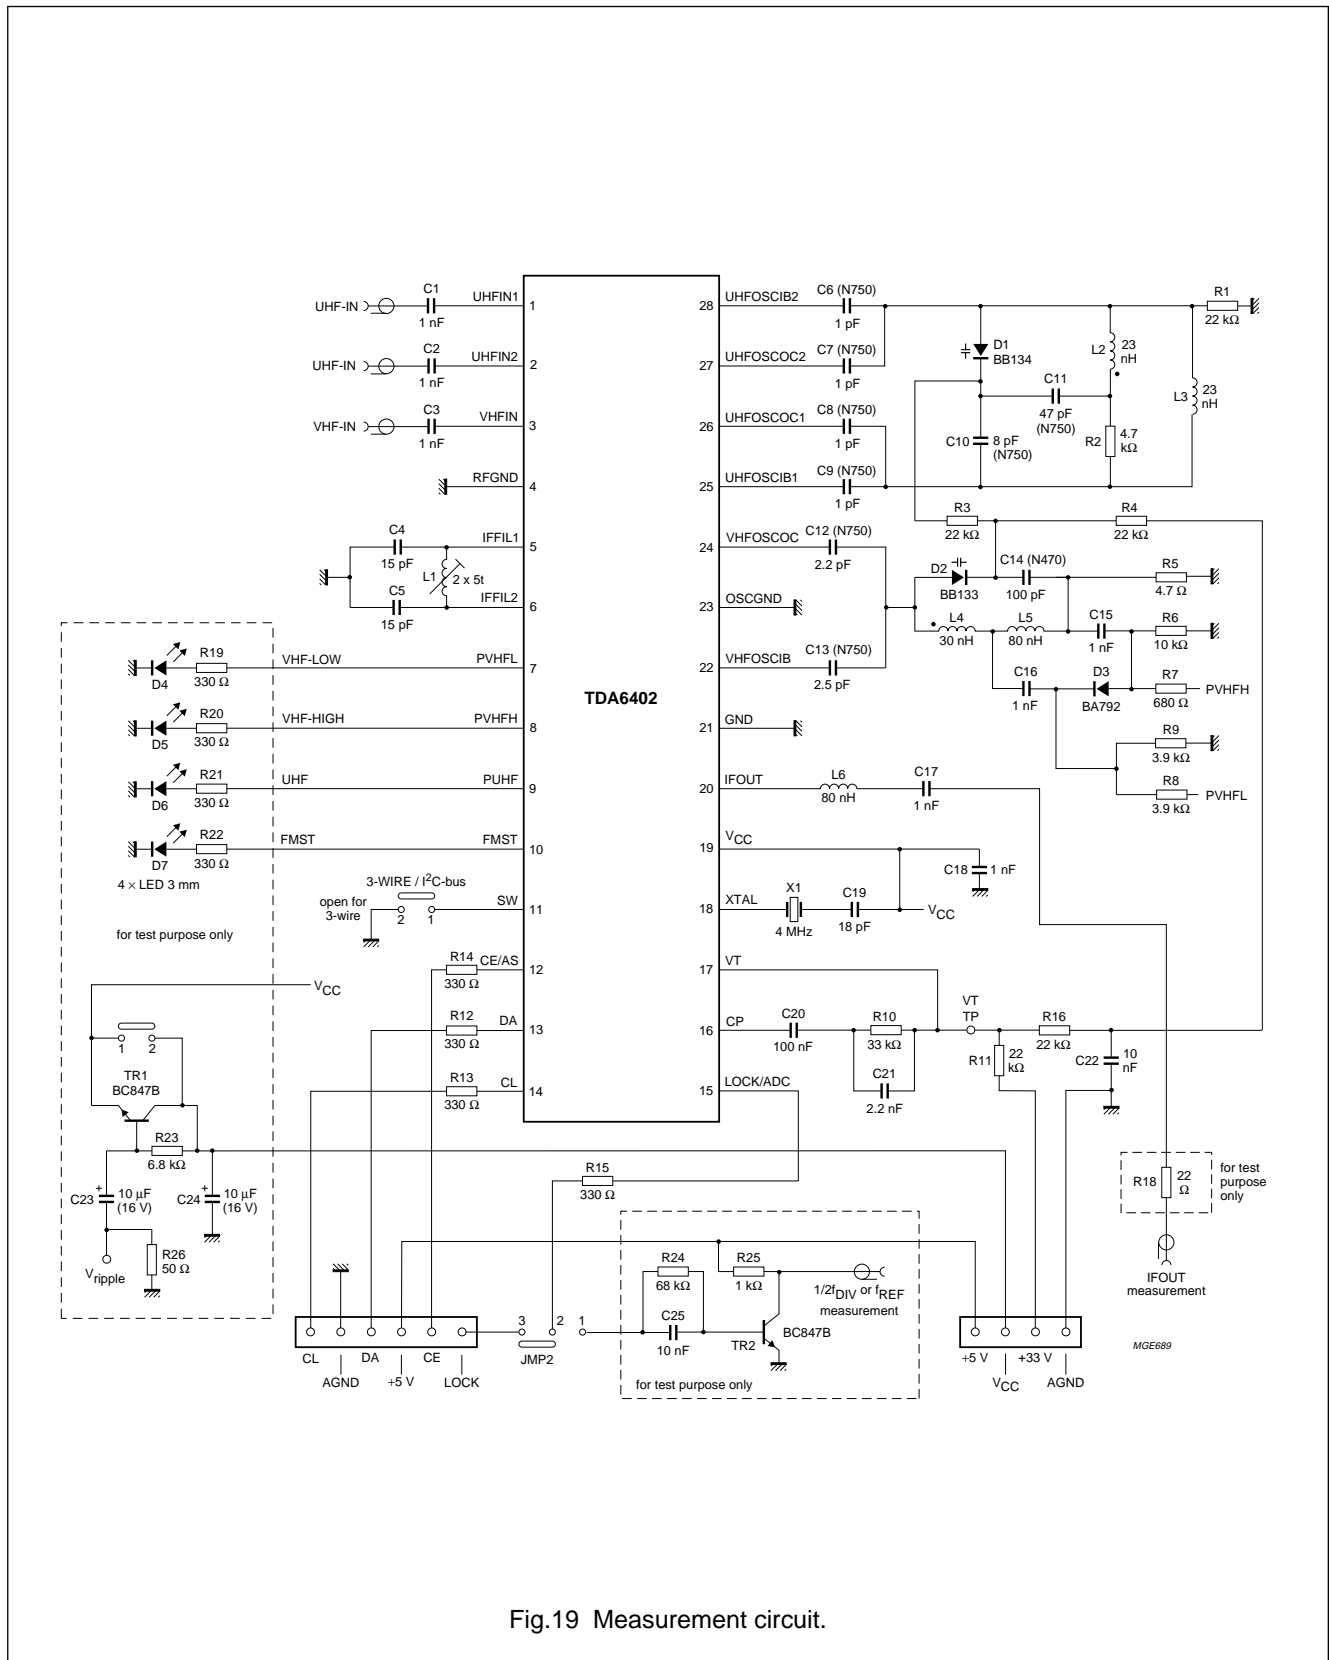 C1
UHF-IN
1 nF
UHFIN1
1
C2
UHF-IN
1 nF
UHFIN2
2
C3
VHF-IN
1 nF
VHFIN
3
RFGND
4
C4
15 pF
IFFIL1
5
L1
2 x 5t
C5
15 pF
IFFIL2
6
D4
R19
330 Ω
VHF-LOW
PVHFL
7
D5
R20
330 Ω
VHF-HIGH
PVHFH
8
D6
R21
330 Ω
UHF
PUHF
9
D7
R22
330 Ω
FMST
FMST
10
4 × LED 3 mm
for test purpose only
3-WIRE / I²C-bus
open for
3-wire
2
1
SW
11
R14
330 Ω
CE/AS
12
R12
330 Ω
DA
13
R13
330 Ω
CL
14
TDA6402
28
UHFOSCIB2
C6 (N750)
1 pF
27
UHFOSCOC2
C7 (N750)
1 pF
26
UHFOSCOC1
C8 (N750)
1 pF
25
UHFOSCIB1
C9 (N750)
1 pF
24
VHFOSCOC
C12 (N750)
2.2 pF
23
OSCGND
22
VHFOSCIB
C13 (N750)
2.5 pF
21
GND
20
IFOUT
L6
80 nH
C17
1 nF
19
VCC
C18
1 nF
18
XTAL
X1
4 MHz
C19
18 pF
VCC
17
VT
16
CP
C20
100 nF
R10
33 kΩ
C21
2.2 nF
15
LOCK/ADC
R1
22 kΩ
D1
BB134
L2
23
nH
L3
23
nH
C11
47 pF
(N750)
C10
8 pF
(N750)
R2
4.7
kΩ
R3
22 kΩ
R4
22 kΩ
D2
BB133
C14 (N470)
100 pF
R5
4.7 Ω
L4
30 nH
L5
80 nH
C15
1 nF
R6
10 kΩ
C16
1 nF
D3
BA792
R7
680 Ω
PVHFH
R9
3.9 kΩ
R8
3.9 kΩ
PVHFL
VT
TP
R16
22 kΩ
R11
22
kΩ
C22
10
nF
VCC
1
2
TR1
BC847B
R23
6.8 kΩ
C23
+
10 µF
(16 V)
C24
+
10 µF
(16 V)
Vripple
R26
50 Ω
R15
330 Ω
R24
68 kΩ
R25
1 kΩ
1/2fDIV or fREF
measurement
C25
10 nF
TR2
BC847B
for test purpose only
R18
22
Ω
for test
purpose
only
IFOUT
measurement
3
2
1
JMP2
CL
DA
CE
AGND
+5 V
LOCK
+5 V
+33 V
VCC
AGND
MGE689
Fig.19 Measurement circuit.